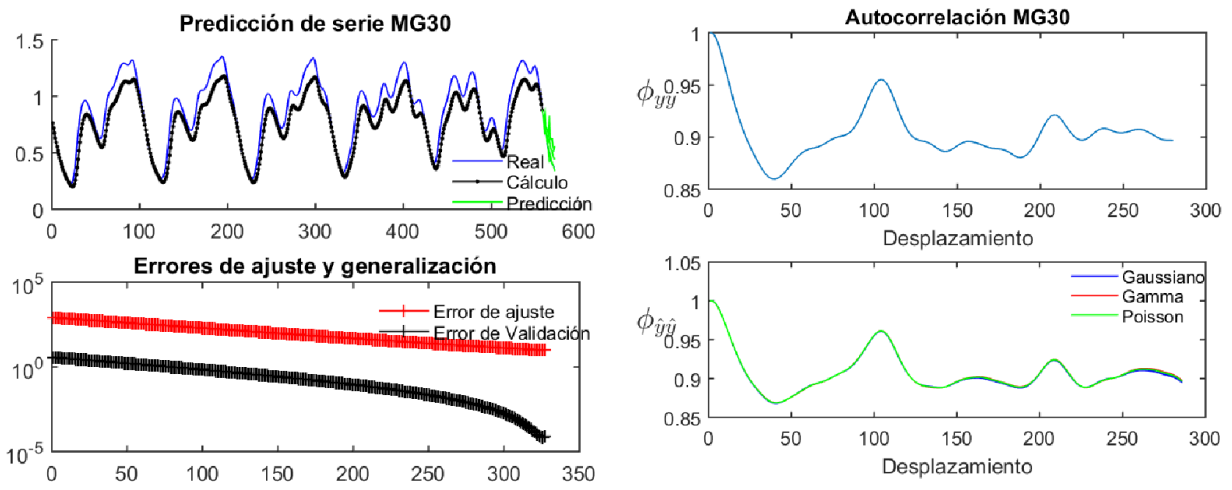 Predicción de serie MG30
1.5
1
0.5
0
Real
Cálculo
Predicción
0 100 200 300 400 500 600
Errores de ajuste y generalización
10^5
10^0
10^-5
Error de ajuste
Error de Validación
0 50 100 150 200 250 300 350
Autocorrelación MG30
ϕyy
1
0.95
0.90
0.85
0 50 100 150 200 250 300
Desplazamiento
ϕŷŷ
1.05
1
0.95
0.90
0.85
Gaussiano
Gamma
Poisson
0 50 100 150 200 250 300
Desplazamiento